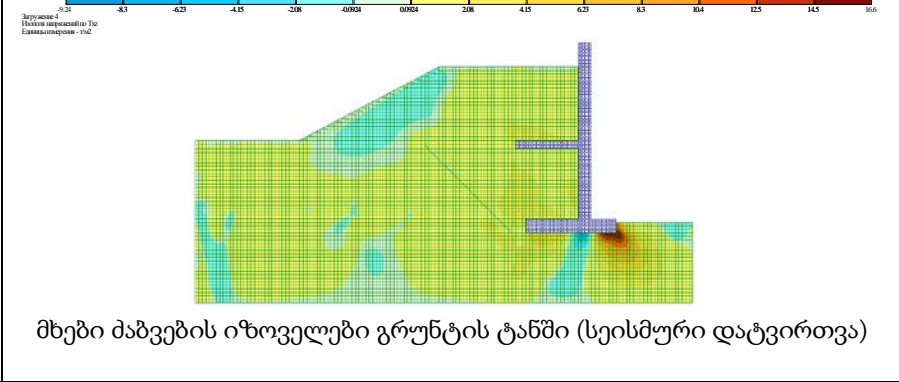 -9.24 -8.3 -6.23 -4.15 -2.08 -0.0924 0.0924 2.08 4.15 6.23 8.3 10.4 12.5 14.5 16.6
Загружение 4
Изополя напряжений по Txz
Единицы измерения - т/м2
მხები ძაბვების იზოველები გრუნტის ტანში (სეისმური დატვირთვა)